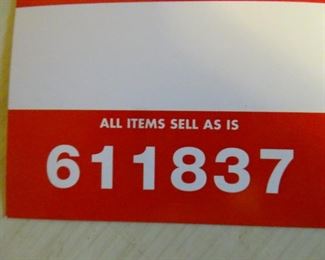 ALL ITEMS SELL AS IS
611837